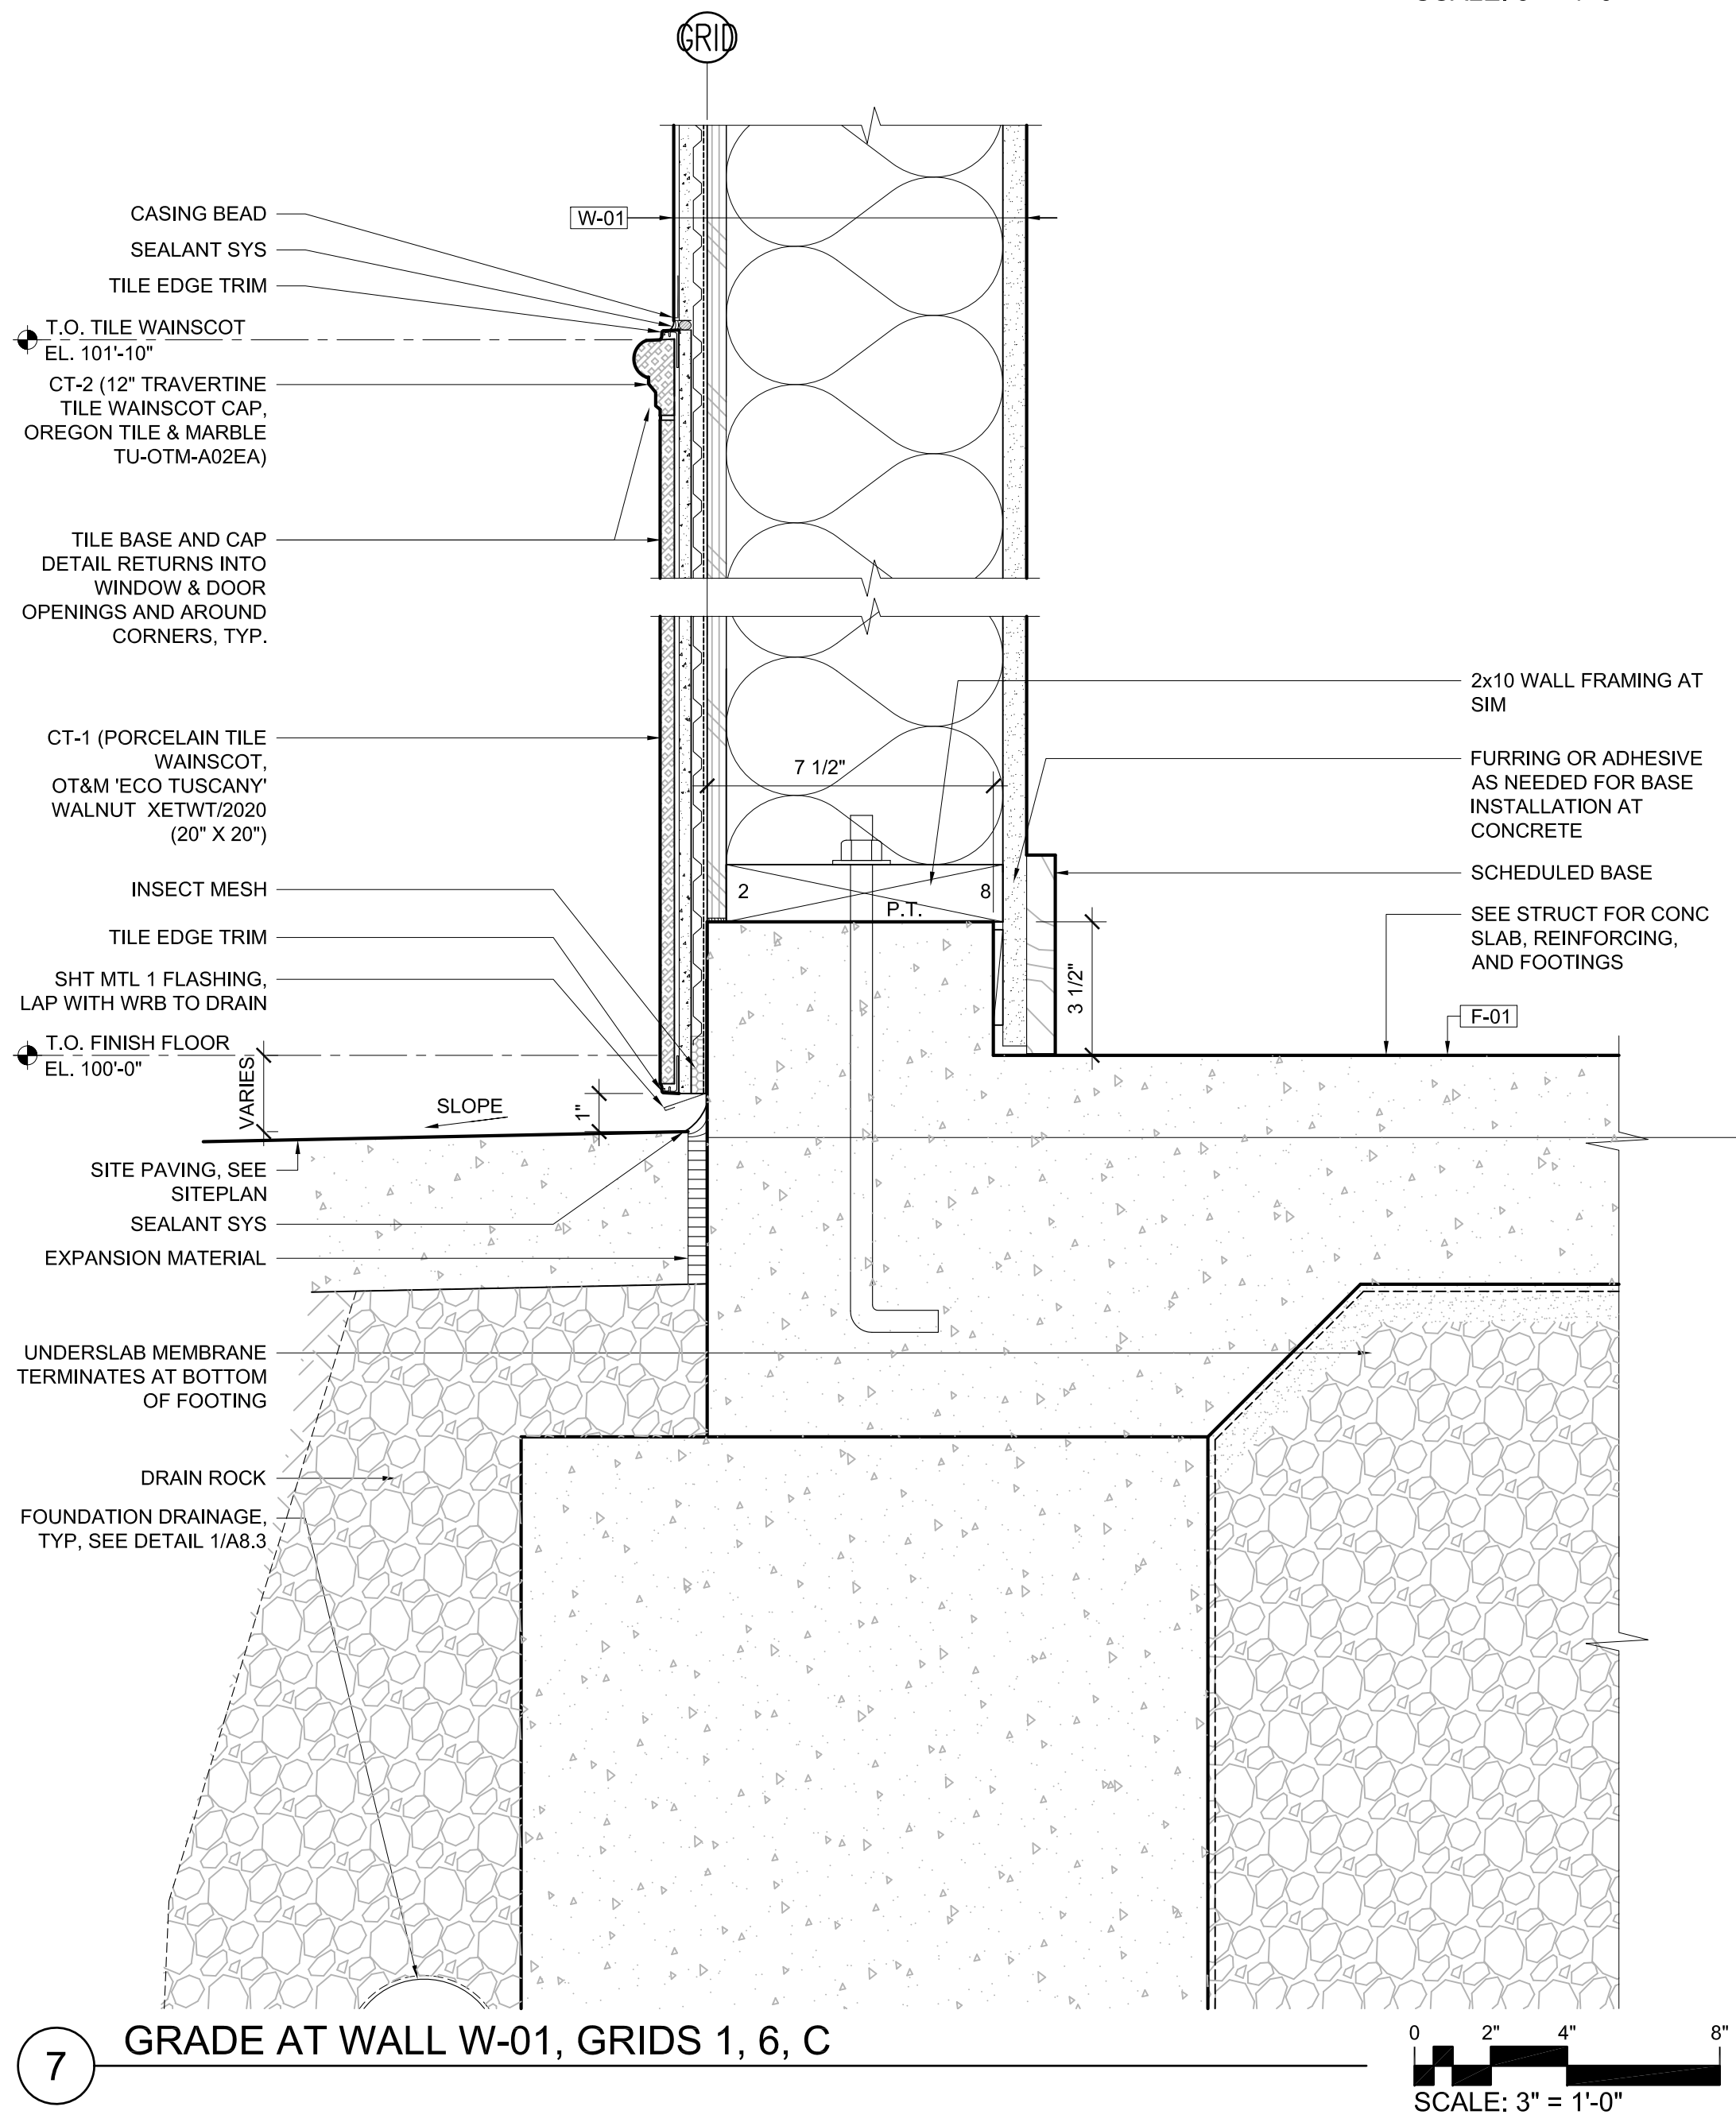 GRID
CASING BEAD
SEALANT SYS
TILE EDGE TRIM
W-01
T.O. TILE WAINSCOT
EL. 101'-10"
CT-2 (12" TRAVERTINE
TILE WAINSCOT CAP,
OREGON TILE & MARBLE
TU-OTM-A02EA)
TILE BASE AND CAP
DETAIL RETURNS INTO
WINDOW & DOOR
OPENINGS AND AROUND
CORNERS, TYP.
CT-1 (PORCELAIN TILE
WAINSCOT,
OT&M 'ECO TUSCANY'
WALNUT XETWT/2020
(20" X 20")
INSECT MESH
TILE EDGE TRIM
SHT MTL 1 FLASHING,
LAP WITH WRB TO DRAIN
T.O. FINISH FLOOR
EL. 100'-0"
VARIES
SLOPE
1"
SITE PAVING, SEE
SITEPLAN
SEALANT SYS
EXPANSION MATERIAL
UNDERSLAB MEMBRANE
TERMINATES AT BOTTOM
OF FOOTING
DRAIN ROCK
FOUNDATION DRAINAGE,
TYP, SEE DETAIL 1/A8.3
7 1/2"
2
8
P.T.
3 1/2"
2x10 WALL FRAMING AT
SIM
FURRING OR ADHESIVE
AS NEEDED FOR BASE
INSTALLATION AT
CONCRETE
SCHEDULED BASE
SEE STRUCT FOR CONC
SLAB, REINFORCING,
AND FOOTINGS
F-01
7
GRADE AT WALL W-01, GRIDS 1, 6, C
0 2" 4" 8"
SCALE: 3" = 1'-0"